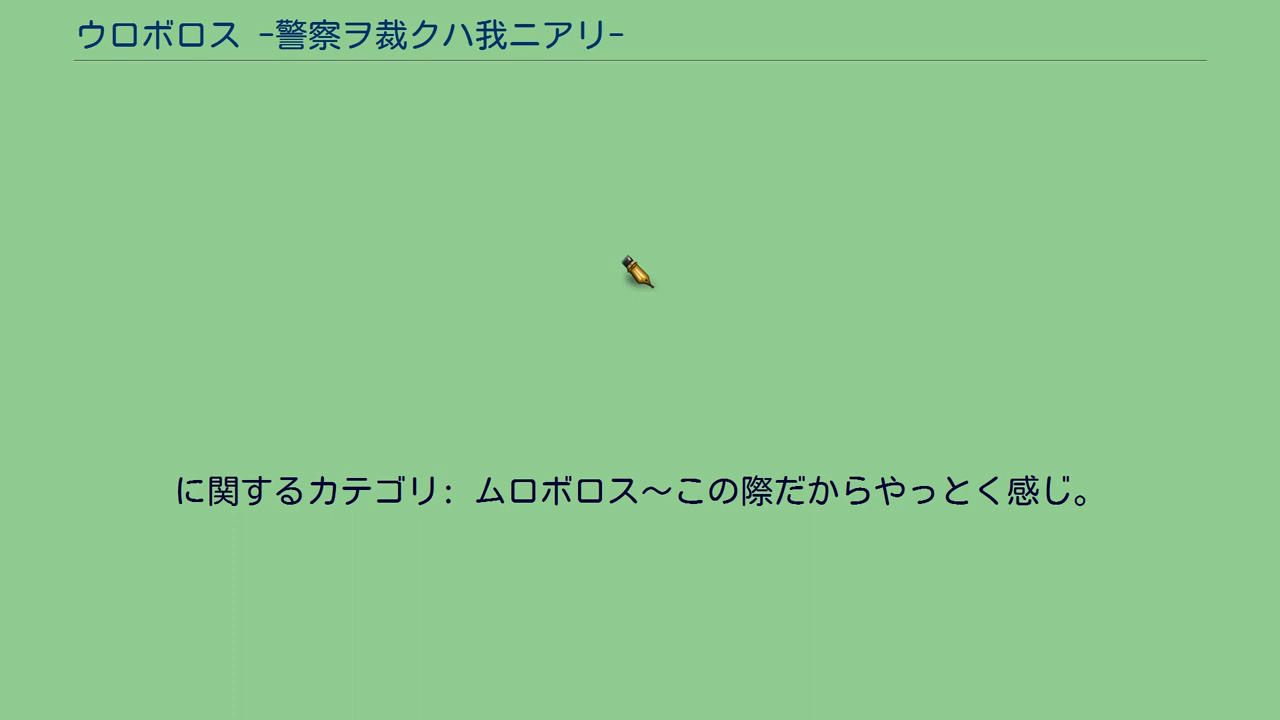 ウロボロス -警察ヲ裁クハ我ニアリ-
に関するカテゴリ: ムロボロス～この際だからやっとく感じ。